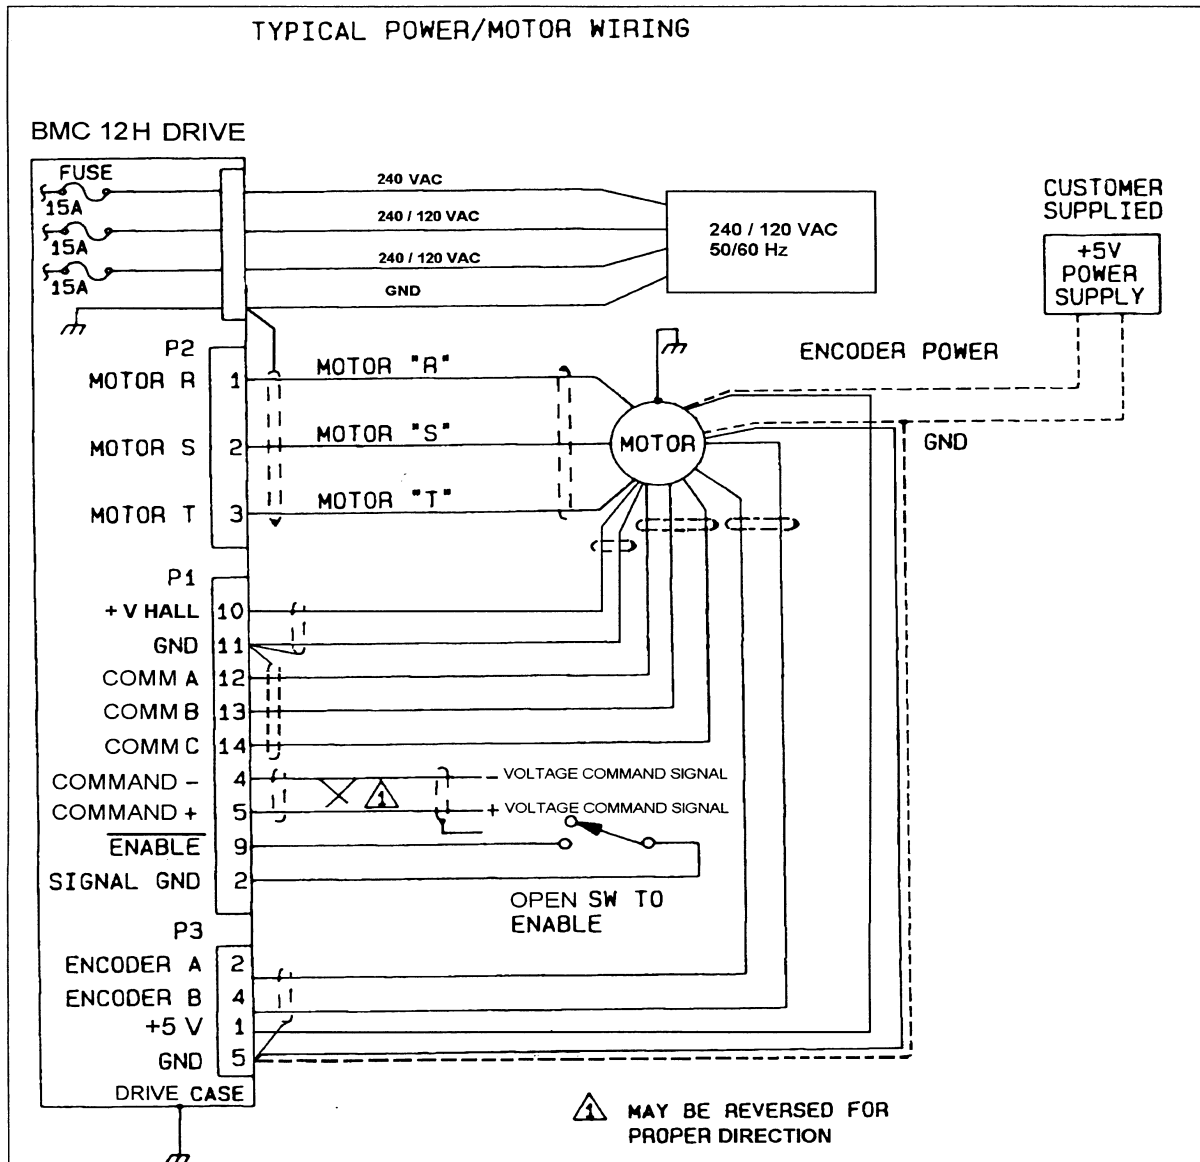 TYPICAL POWER/MOTOR WIRING
BMC 12H DRIVE
FUSE
15A
15A
15A
240 VAC
240 / 120 VAC
240 / 120 VAC
GND
240 / 120 VAC
50/60 Hz
CUSTOMER
SUPPLIED
+5V
POWER
SUPPLY
ENCODER POWER
GND
P2
MOTOR R 1 MOTOR "R"
MOTOR S 2 MOTOR "S"
MOTOR T 3 MOTOR "T"
MOTOR
P1
+ V HALL 10
GND 11
COMM A 12
COMM B 13
COMM C 14
COMMAND - 4
COMMAND + 5
ENABLE 9
SIGNAL GND 2
1
- VOLTAGE COMMAND SIGNAL
+ VOLTAGE COMMAND SIGNAL
OPEN SW TO
ENABLE
P3
ENCODER A 2
ENCODER B 4
+5 V 1
GND 5
DRIVE CASE
1 MAY BE REVERSED FOR
PROPER DIRECTION